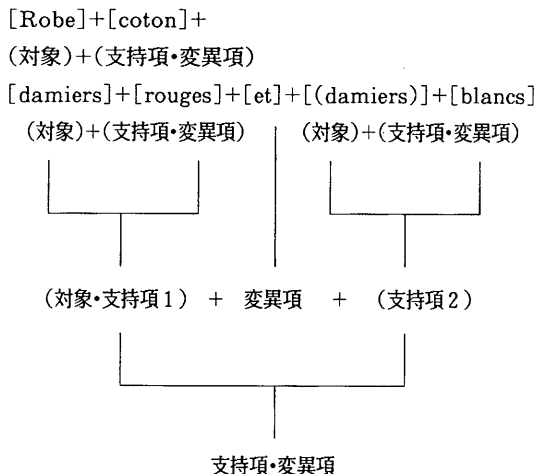 [Robe]+[coton]+
(対象)+(支持項・変異項)
[damiers]+[rouges]+[et]+[(damiers)]+[blancs]
(対象)+(支持項・変異項) (対象)+(支持項・変異項)
(対象・支持項1) + 変異項 + (支持項2)
支持項・変異項